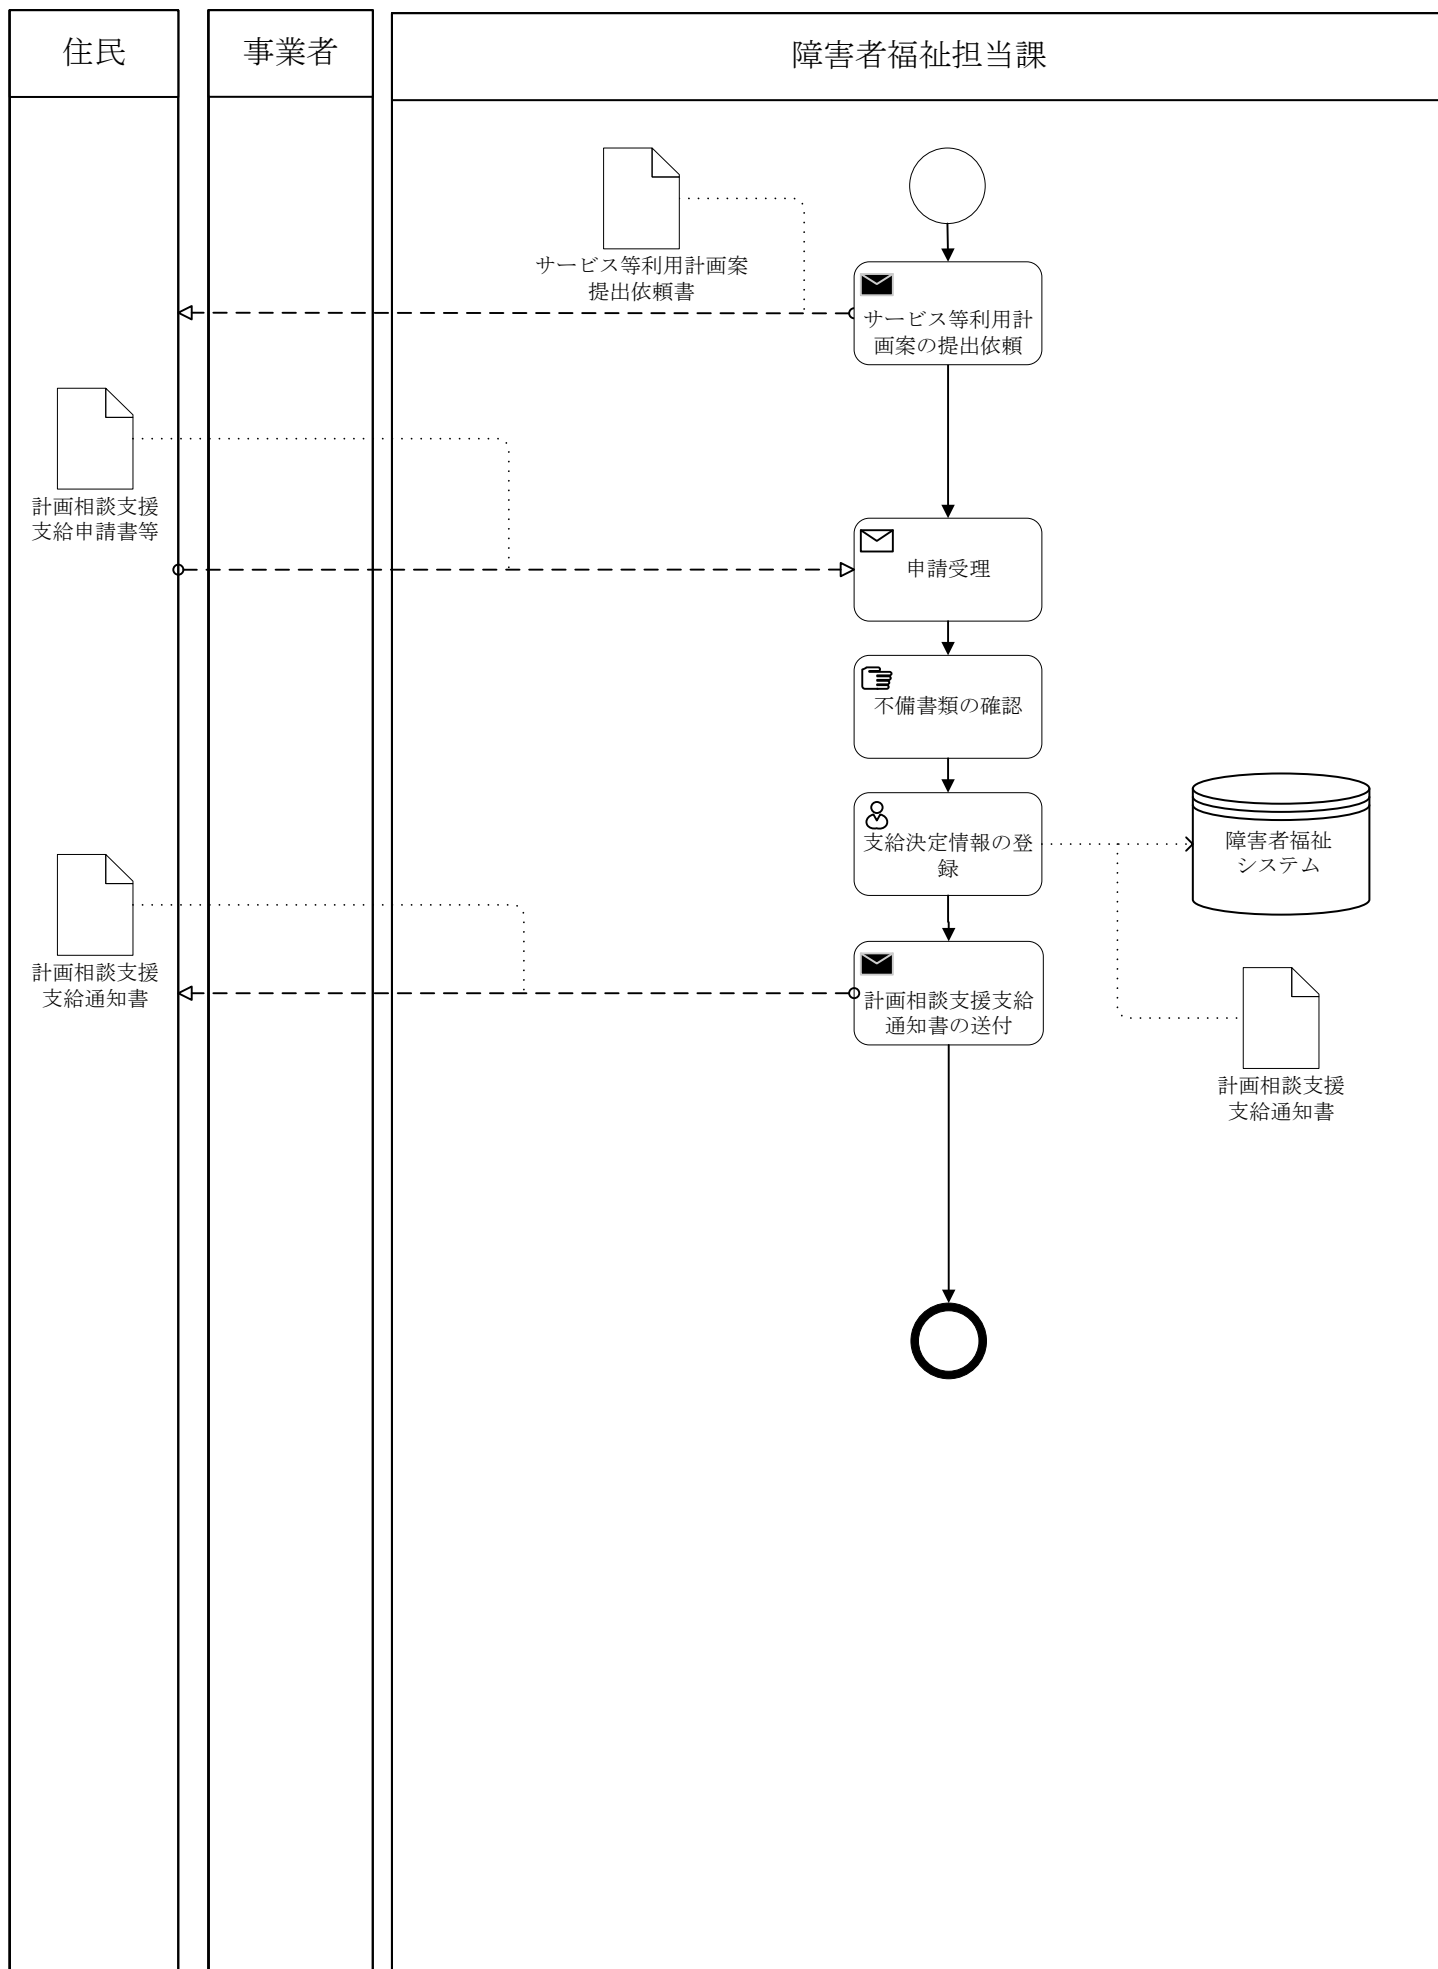 住民
事業者
障害者福祉担当課
サービス等利用計画案
提出依頼書
サービス等利用計
画案の提出依頼
計画相談支援
支給申請書等
申請受理
不備書類の確認
支給決定情報の登
録
障害者福祉
システム
計画相談支援
支給通知書
計画相談支援支給
通知書の送付
計画相談支援
支給通知書